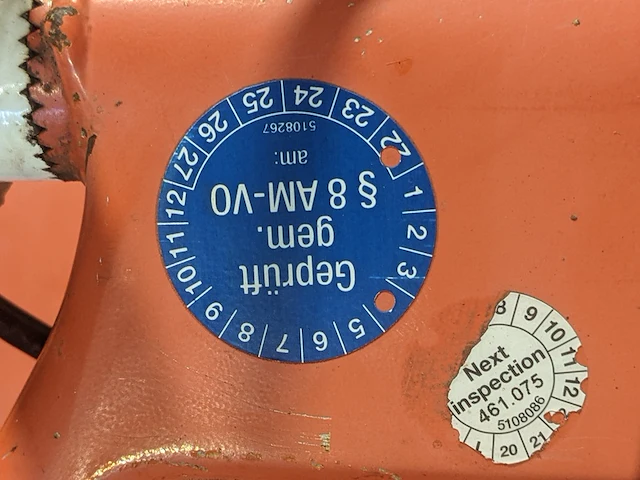 Geprüft
gem.
§ 8 AM-VO
am:
5108267
22 23 24 25 26 27
1 2 3 5 6 7 8 9 10 11 12
Next
inspection
461.075
5108086
8 9 10 11 12
1 20 21